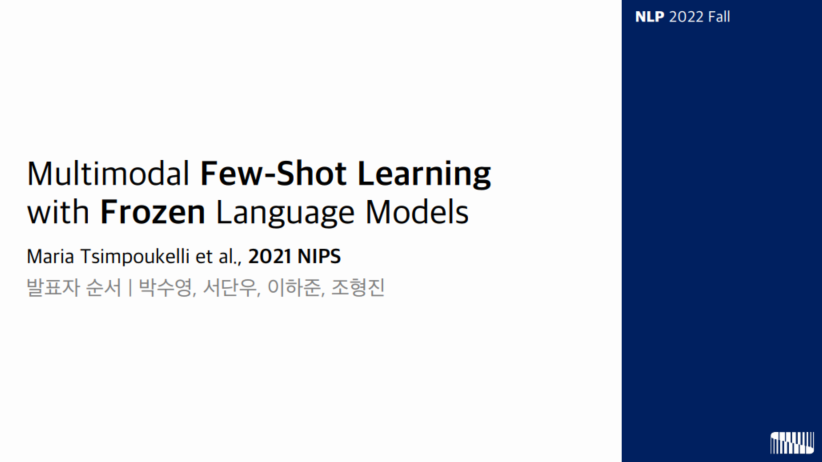 NLP 2022 Fall
Multimodal Few-Shot Learning
with Frozen Language Models
Maria Tsimpoukelli et al., 2021 NIPS
발표자 순서 | 박수영, 서단우, 이하준, 조형진